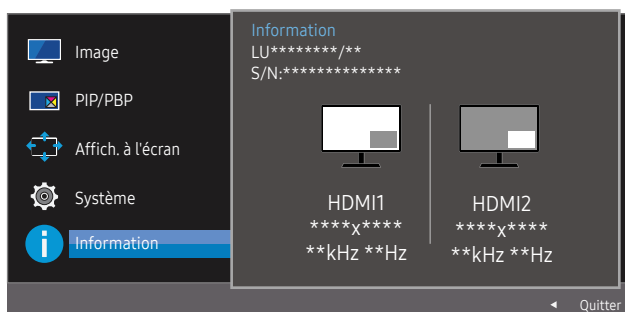 Image
PIP/PBP
Affich. à l'écran
Système
Information
Information
LU********/**
S/N:**************
HDMI1
****x****
**kHz **Hz
HDMI2
****x****
**kHz **Hz
Quitter